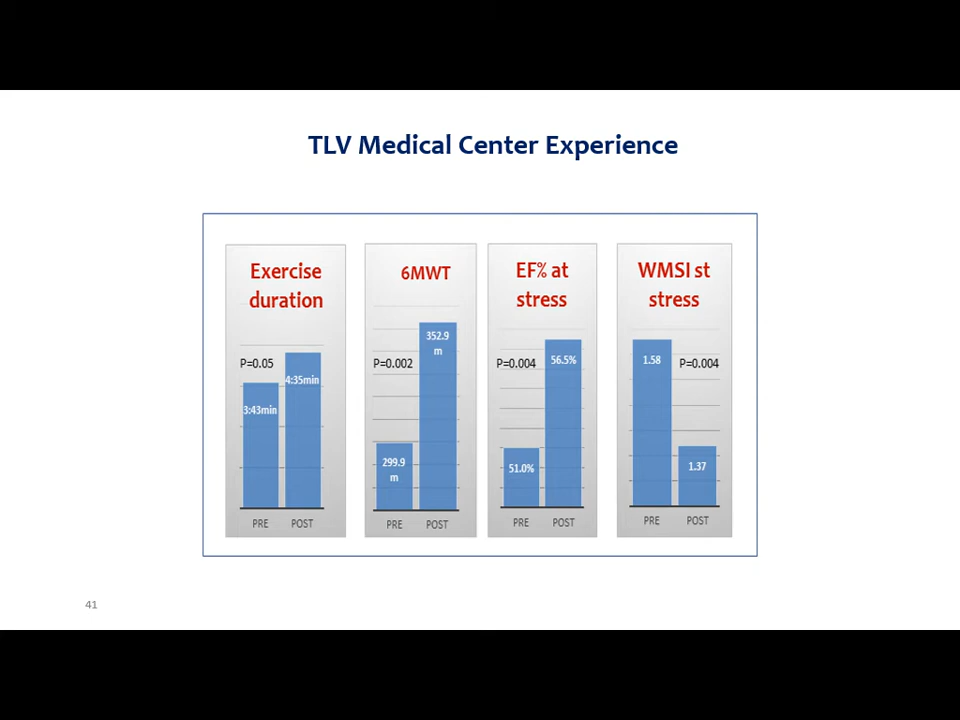 TLV Medical Center Experience
Exercise
duration
P=0.05
3:43min
4:35min
PRE
POST
6MWT
P=0.002
299.9
m
352.9
m
PRE
POST
EF% at
stress
P=0.004
51.0%
56.5%
PRE
POST
WMSI st
stress
1.58
P=0.004
1.37
PRE
POST
41